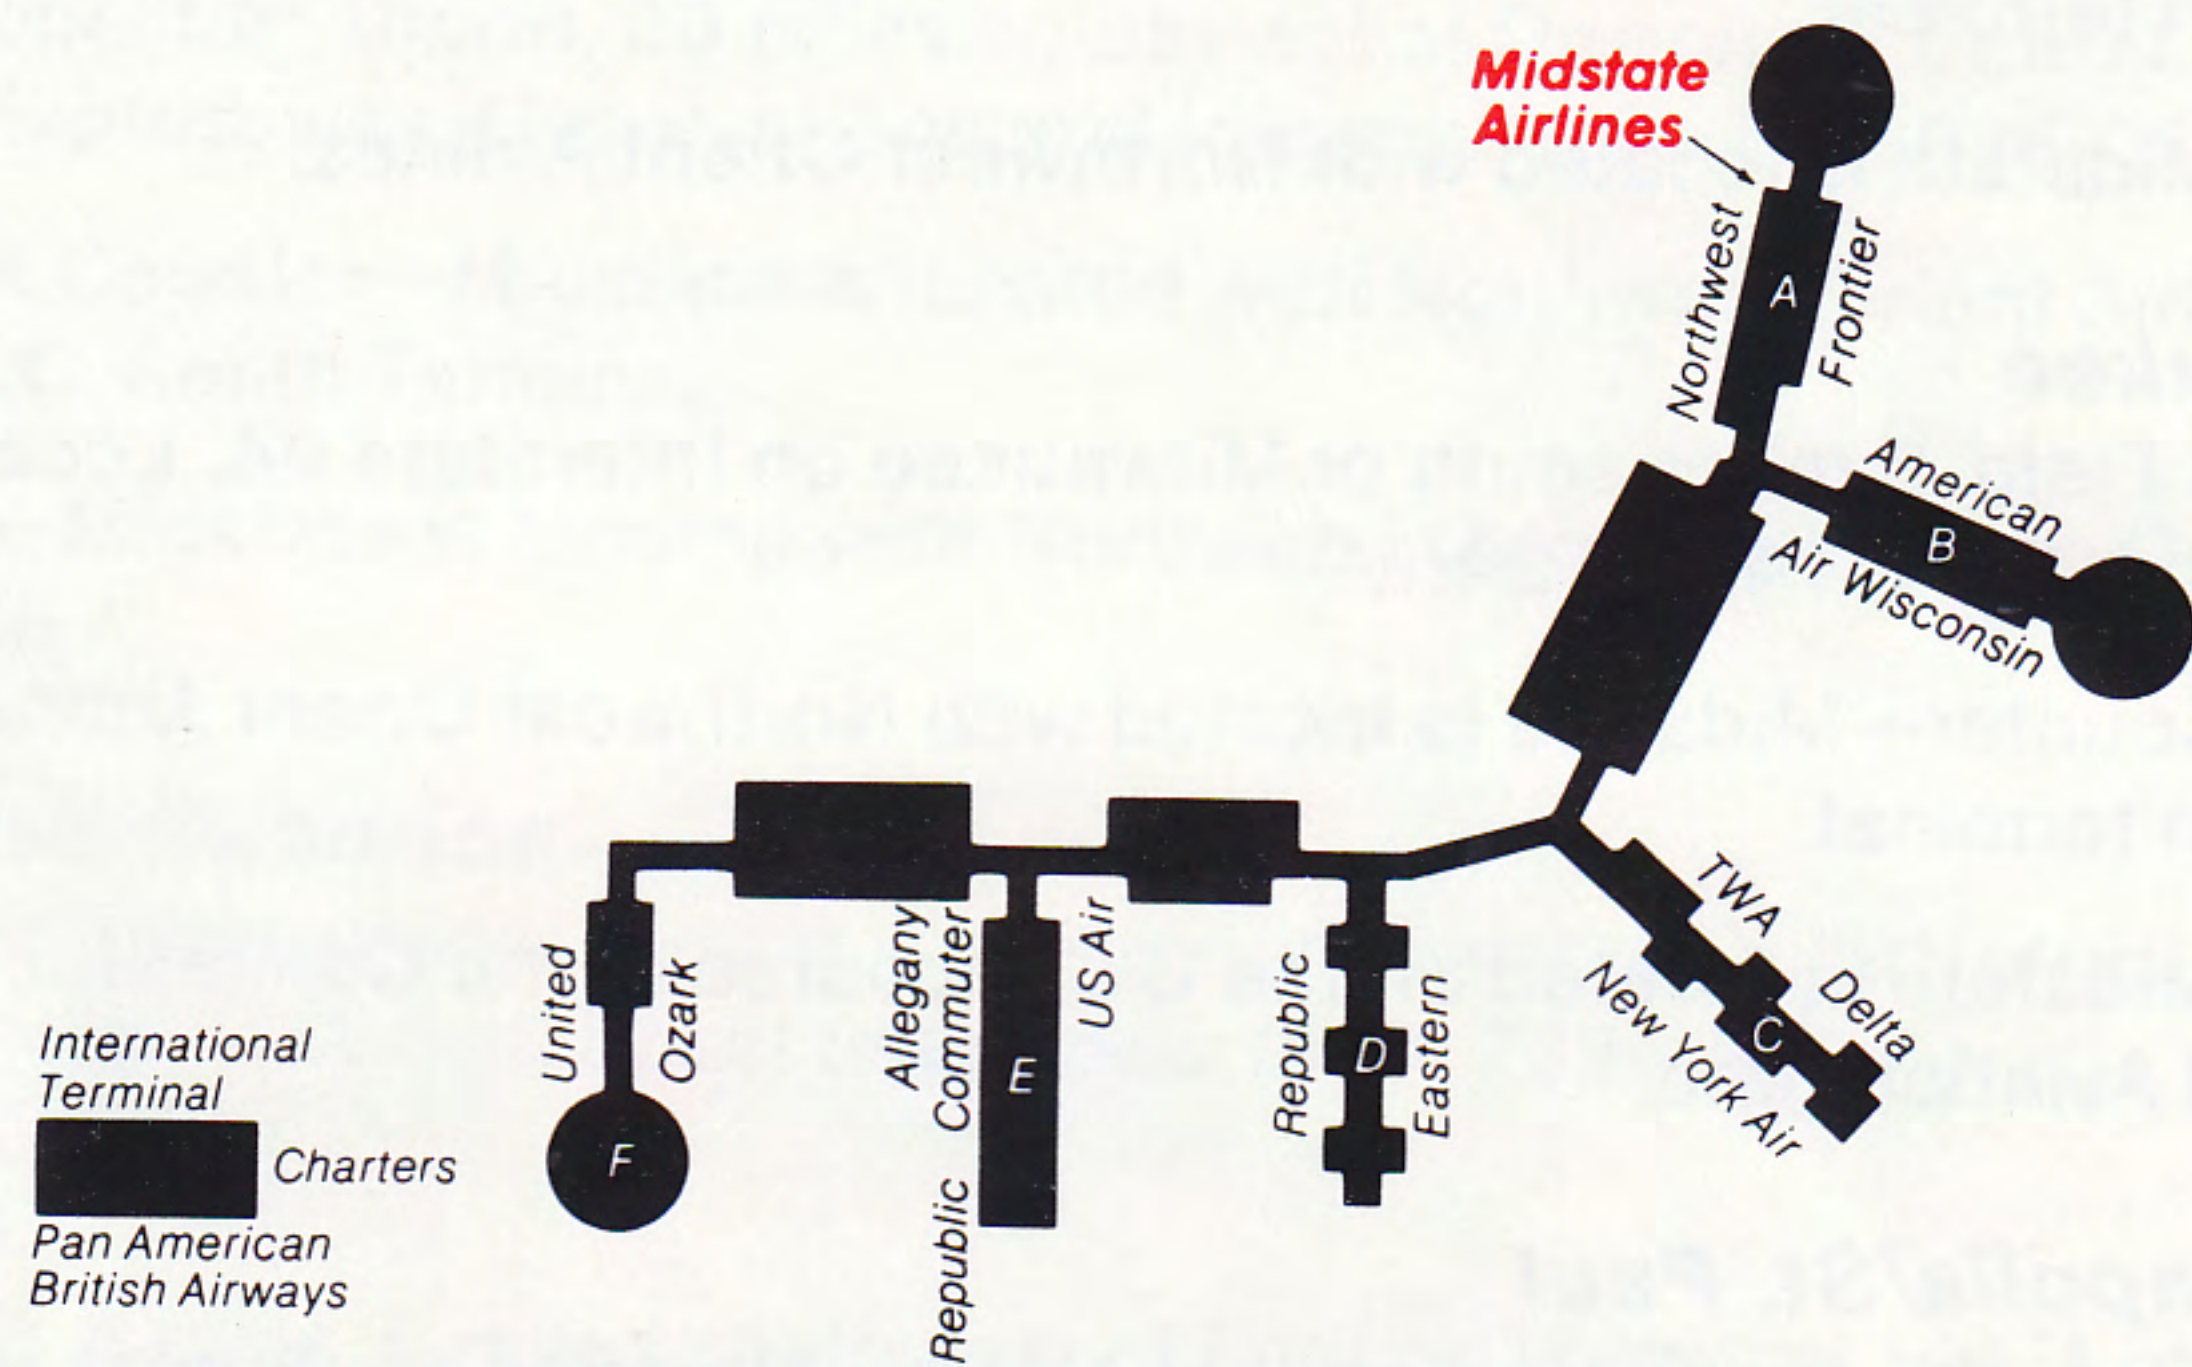 Midstate
Airlines
Northwest
A
Frontier
American
B
Air Wisconsin
TWA
Delta
C
New York Air
Republic
D
Eastern
Allegany
Commuter
Republic
E
US Air
United
Ozark
F
International
Terminal
Charters
Pan American
British Airways